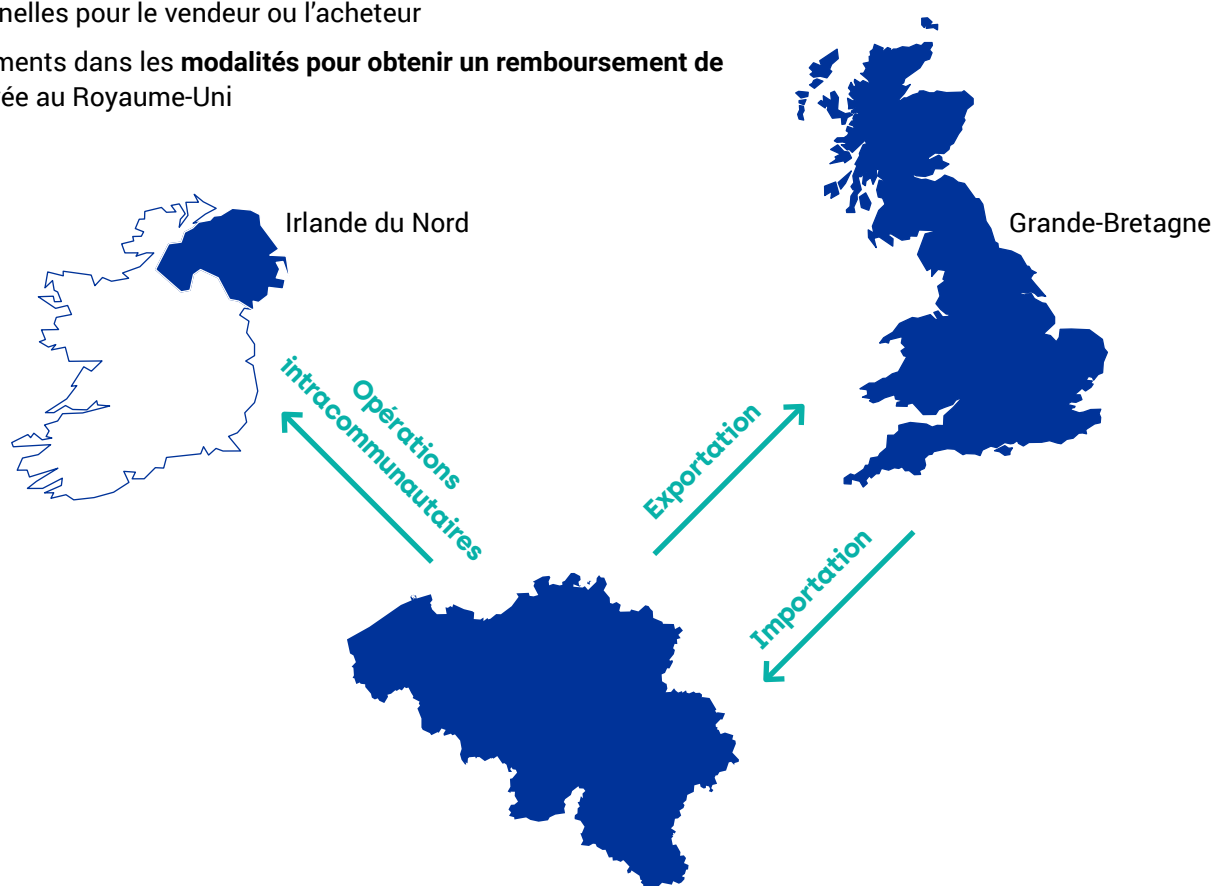 nelles pour le vendeur ou l’acheteur
ments dans les modalités pour obtenir un remboursement de
ée au Royaume-Uni
Irlande du Nord
Grande-Bretagne
Opérations
intracommunautaires
Exportation
Importation